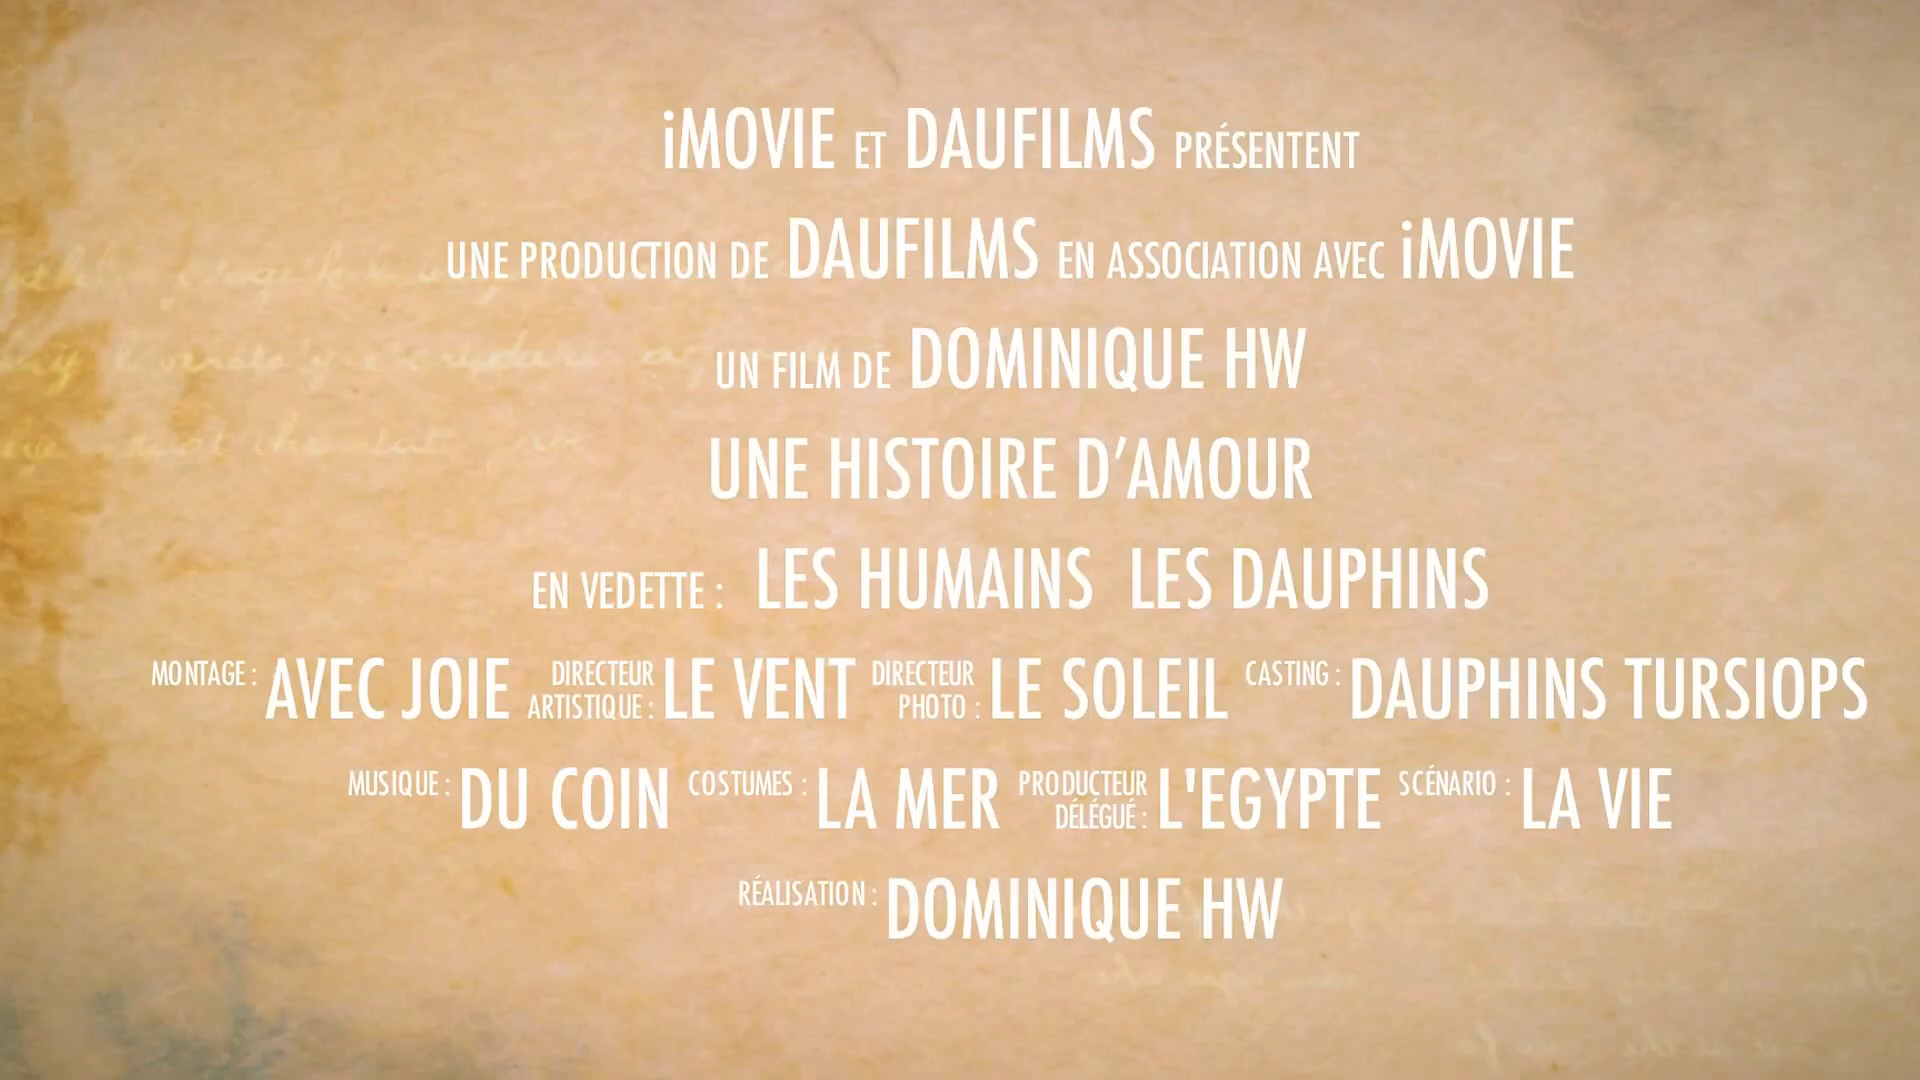 iMOVIE ET DAUFILMS PRÉSENTENT
UNE PRODUCTION DE DAUFILMS EN ASSOCIATION AVEC iMOVIE
UN FILM DE DOMINIQUE HW
UNE HISTOIRE D’AMOUR
EN VEDETTE : LES HUMAINS LES DAUPHINS
MONTAGE : AVEC JOIE DIRECTEUR ARTISTIQUE : LE VENT DIRECTEUR PHOTO : LE SOLEIL CASTING : DAUPHINS TURSIOPS
MUSIQUE : DU COIN COSTUMES : LA MER PRODUCTEUR DÉLÉGUÉ : L'EGYPTE SCÉNARIO : LA VIE
RÉALISATION : DOMINIQUE HW